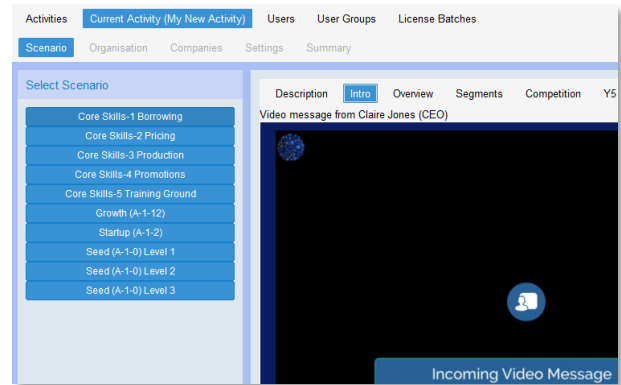 Activities Current Activity (My New Activity) Users User Groups License Batches
Scenario Organisation Companies Settings Summary
Select Scenario
Core Skills-1 Borrowing
Core Skills-2 Pricing
Core Skills-3 Production
Core Skills-4 Promotions
Core Skills-5 Training Ground
Growth (A-1-12)
Startup (A-1-2)
Seed (A-1-0) Level 1
Seed (A-1-0) Level 2
Seed (A-1-0) Level 3
Description Intro Overview Segments Competition Y5
Video message from Claire Jones (CEO)
Incoming Video Message